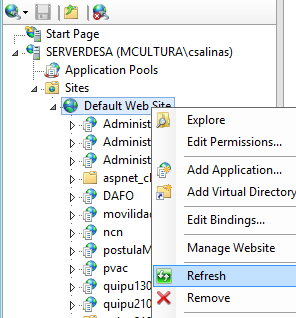 Start Page
SERVERDESA (MCULTURA\csalinas)
Application Pools
Sites
Default Web Site
Explore
Edit Permissions...
Add Application...
Add Virtual Directory
Edit Bindings...
Manage Website
Refresh
Remove
Administ
Administ
Administ
aspnet_cl
DAFO
movilidac
ncn
postulaM
pvac
quipu130
quipu210